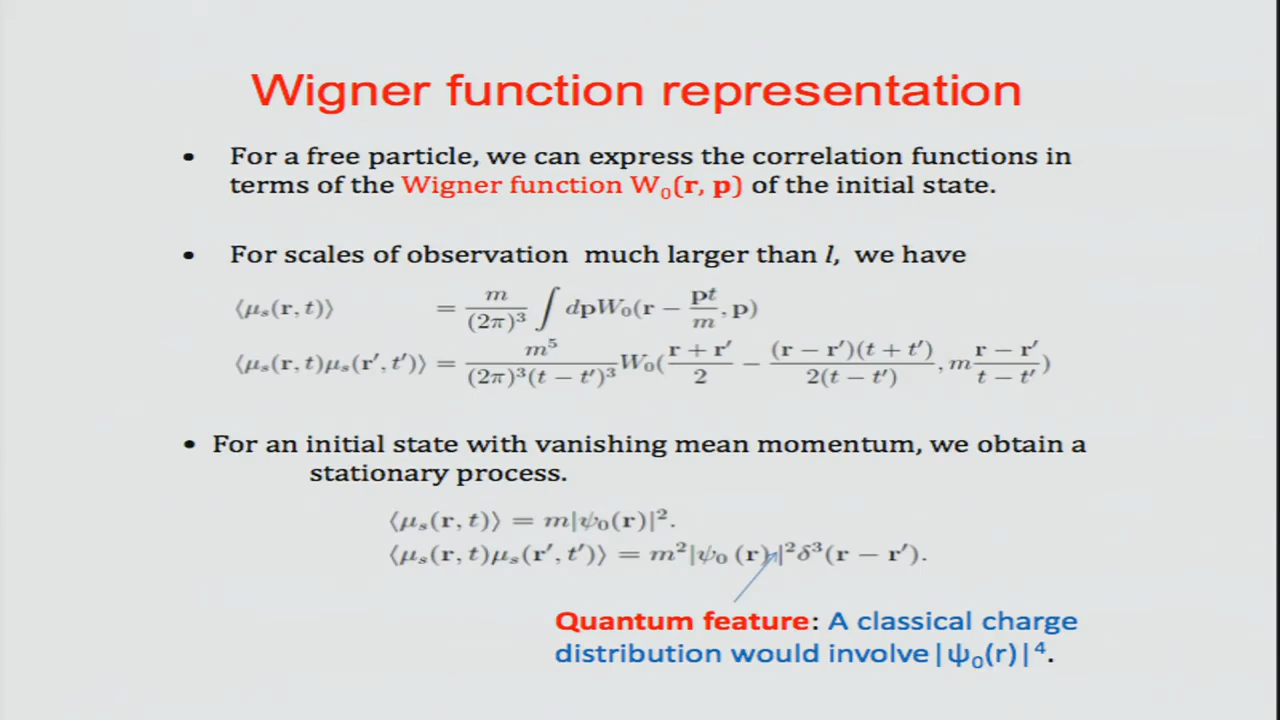 Wigner function representation
• For a free particle, we can express the correlation functions in
terms of the Wigner function W₀(r, p) of the initial state.
• For scales of observation much larger than l, we have
⟨μₛ(r, t)⟩ = m/(2π)³ ∫ dpW₀(r − pt/m, p)
⟨μₛ(r, t)μₛ(r′, t′)⟩ = m⁵/((2π)³(t − t′)³) W₀((r + r′)/2 − (r − r′)(t + t′)/(2(t − t′)), m (r − r′)/(t − t′))
• For an initial state with vanishing mean momentum, we obtain a
stationary process.
⟨μₛ(r, t)⟩ = m|ψ₀(r)|².
⟨μₛ(r, t)μₛ(r′, t′)⟩ = m²|ψ₀ (r)|²δ³(r − r′).
Quantum feature: A classical charge
distribution would involve|ψ₀(r)|⁴.